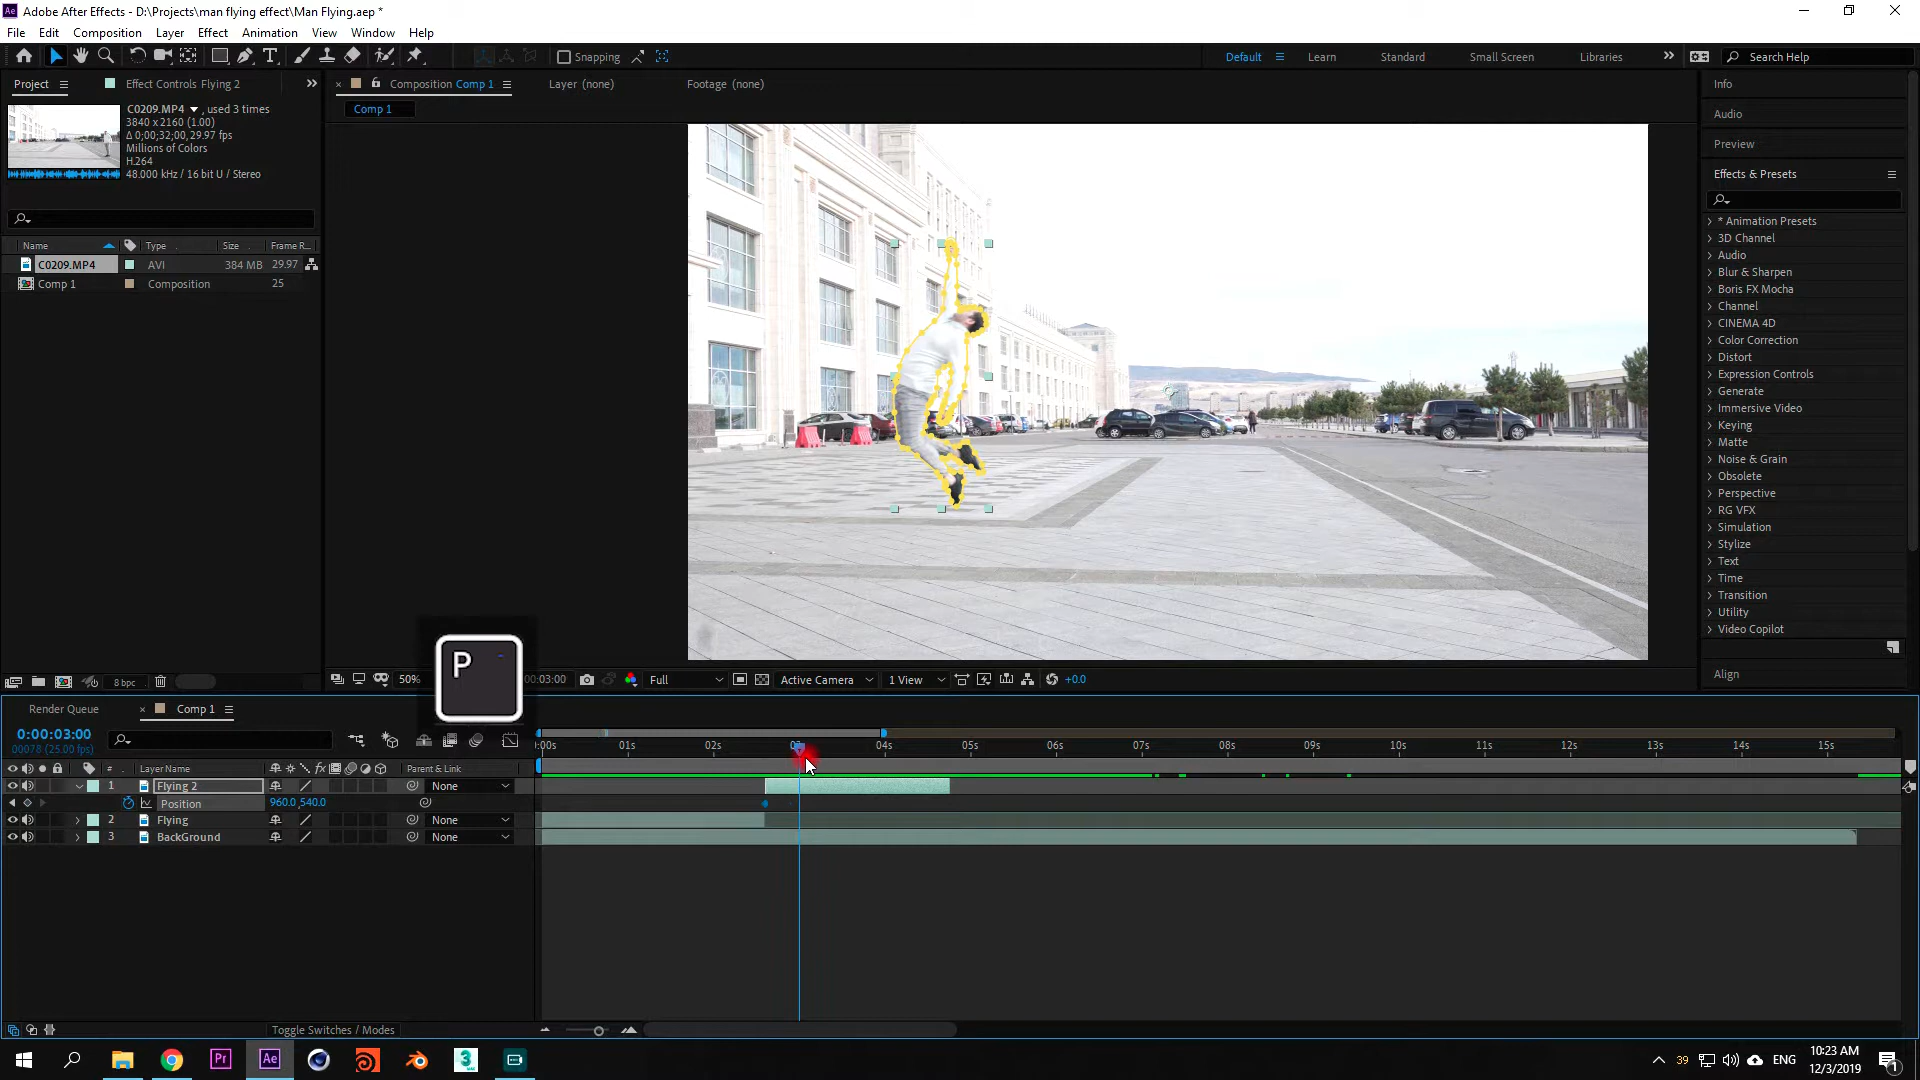 Adobe After Effects - D:\Projects\man flying effect\Man Flying.aep *
File Edit Composition Layer Effect Animation View Window Help
Snapping
Default Learn Standard Small Screen Libraries Search Help
Project Effect Controls Flying 2
Composition Comp 1 Layer (none) Footage (none)
Comp 1
C0209.MP4 , used 3 times
3840 x 2160 (1.00)
Δ 0;00;32;00, 29.97 fps
Millions of Colors
H.264
48.000 kHz / 16 bit U / Stereo
Name Type Size Frame R...
C0209.MP4 AVI 384 MB 29.97
Comp 1 Composition 25
Info
Audio
Preview
Effects & Presets
* Animation Presets
3D Channel
Audio
Blur & Sharpen
Boris FX Mocha
Channel
CINEMA 4D
Color Correction
Distort
Expression Controls
Generate
Immersive Video
Keying
Matte
Noise & Grain
Obsolete
Perspective
RG VFX
Simulation
Stylize
Text
Time
Transition
Utility
Video Copilot
Align
P
8 bpc
50% :00:03:00 Full Active Camera 1 View +0.0
Render Queue Comp 1
0:00:03:00
00078 (25.00 fps)
:00s 01s 02s 04s 05s 06s 07s 08s 09s 10s 11s 12s 13s 14s 15s
# Layer Name fx Parent & Link
1 Flying 2 None
Position 960.0,540.0
2 Flying None
3 BackGround None
Toggle Switches / Modes
Pr Ae 3 39 ENG 10:23 AM
12/3/2019 1